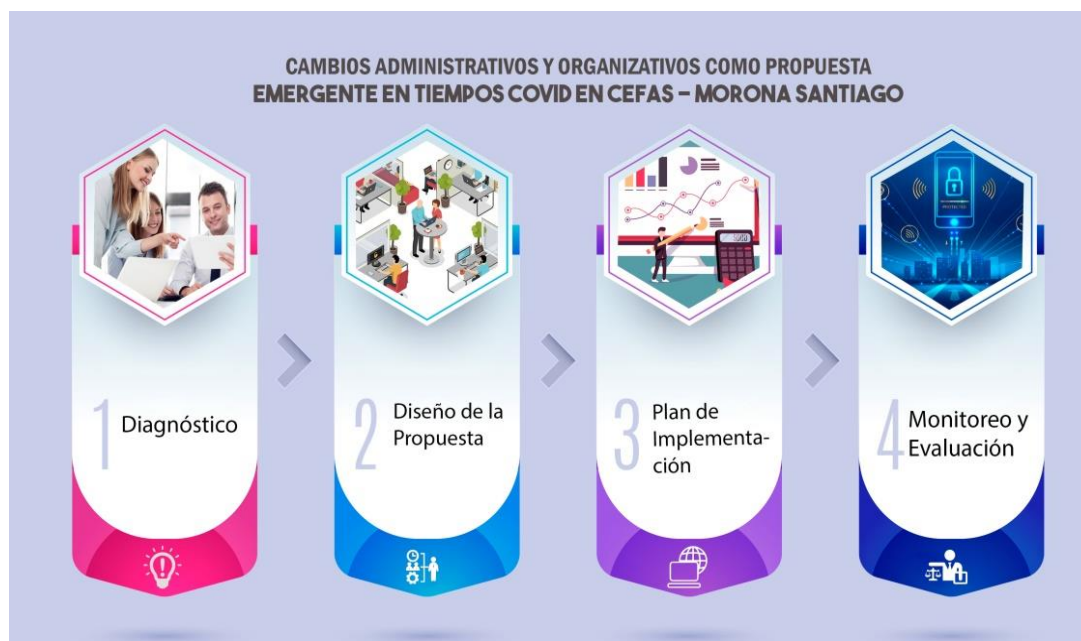 CAMBIOS ADMINISTRATIVOS Y ORGANIZATIVOS COMO PROPUESTA
EMERGENTE EN TIEMPOS COVID EN CEFAS – MORONA SANTIAGO
1
Diagnóstico
2
Diseño de la
Propuesta
3
Plan de
Implementa-
ción
4
Monitoreo y
Evaluación